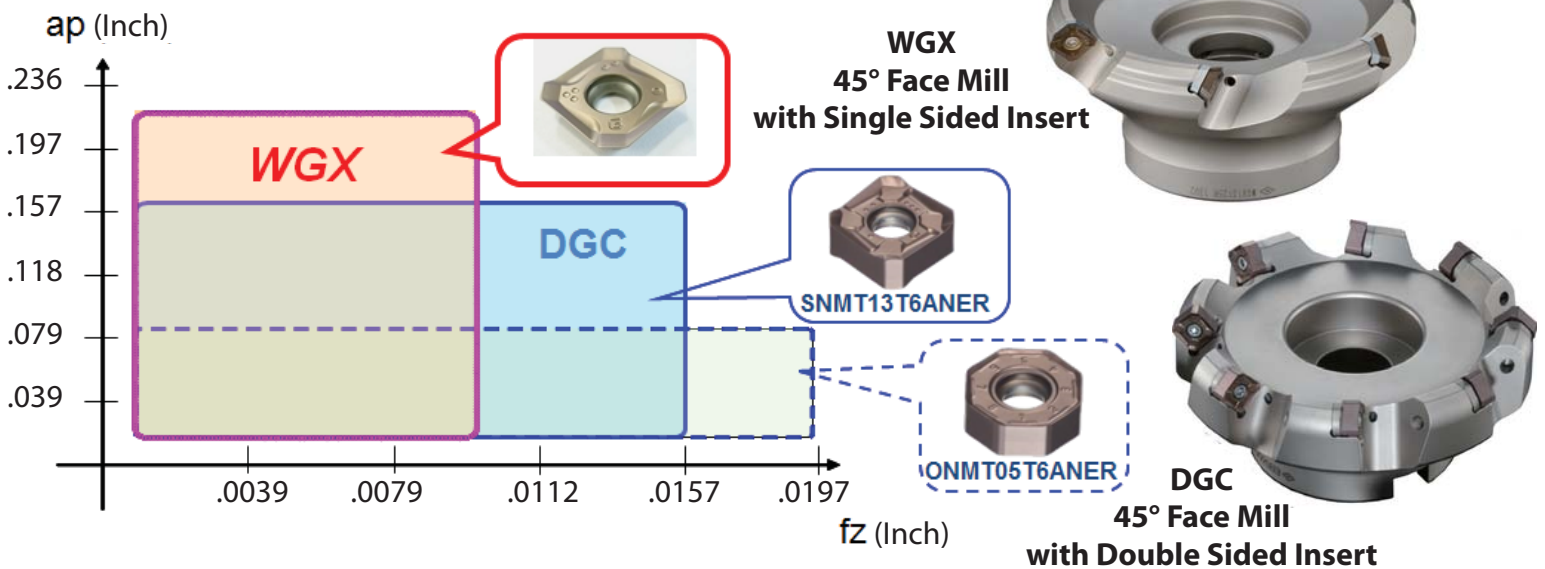 ap (Inch)
.236
.197
.157
.118
.079
.039
WGX
DGC
SNMT13T6ANER
ONMT05T6ANER
.0039
.0079
.0112
.0157
.0197
fz (Inch)
WGX
45° Face Mill
with Single Sided Insert
DGC
45° Face Mill
with Double Sided Insert